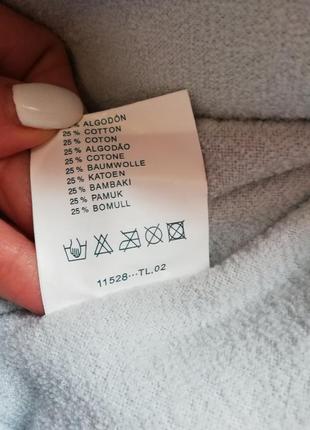 25% ALGODÓN
25% COTTON
25% COTON
25% ALGODÃO
25% COTONE
25% BAUMWOLLE
25% KATOEN
25% BAMBAKI
25% PAMUK
25% BOMULL
11528···TL.02